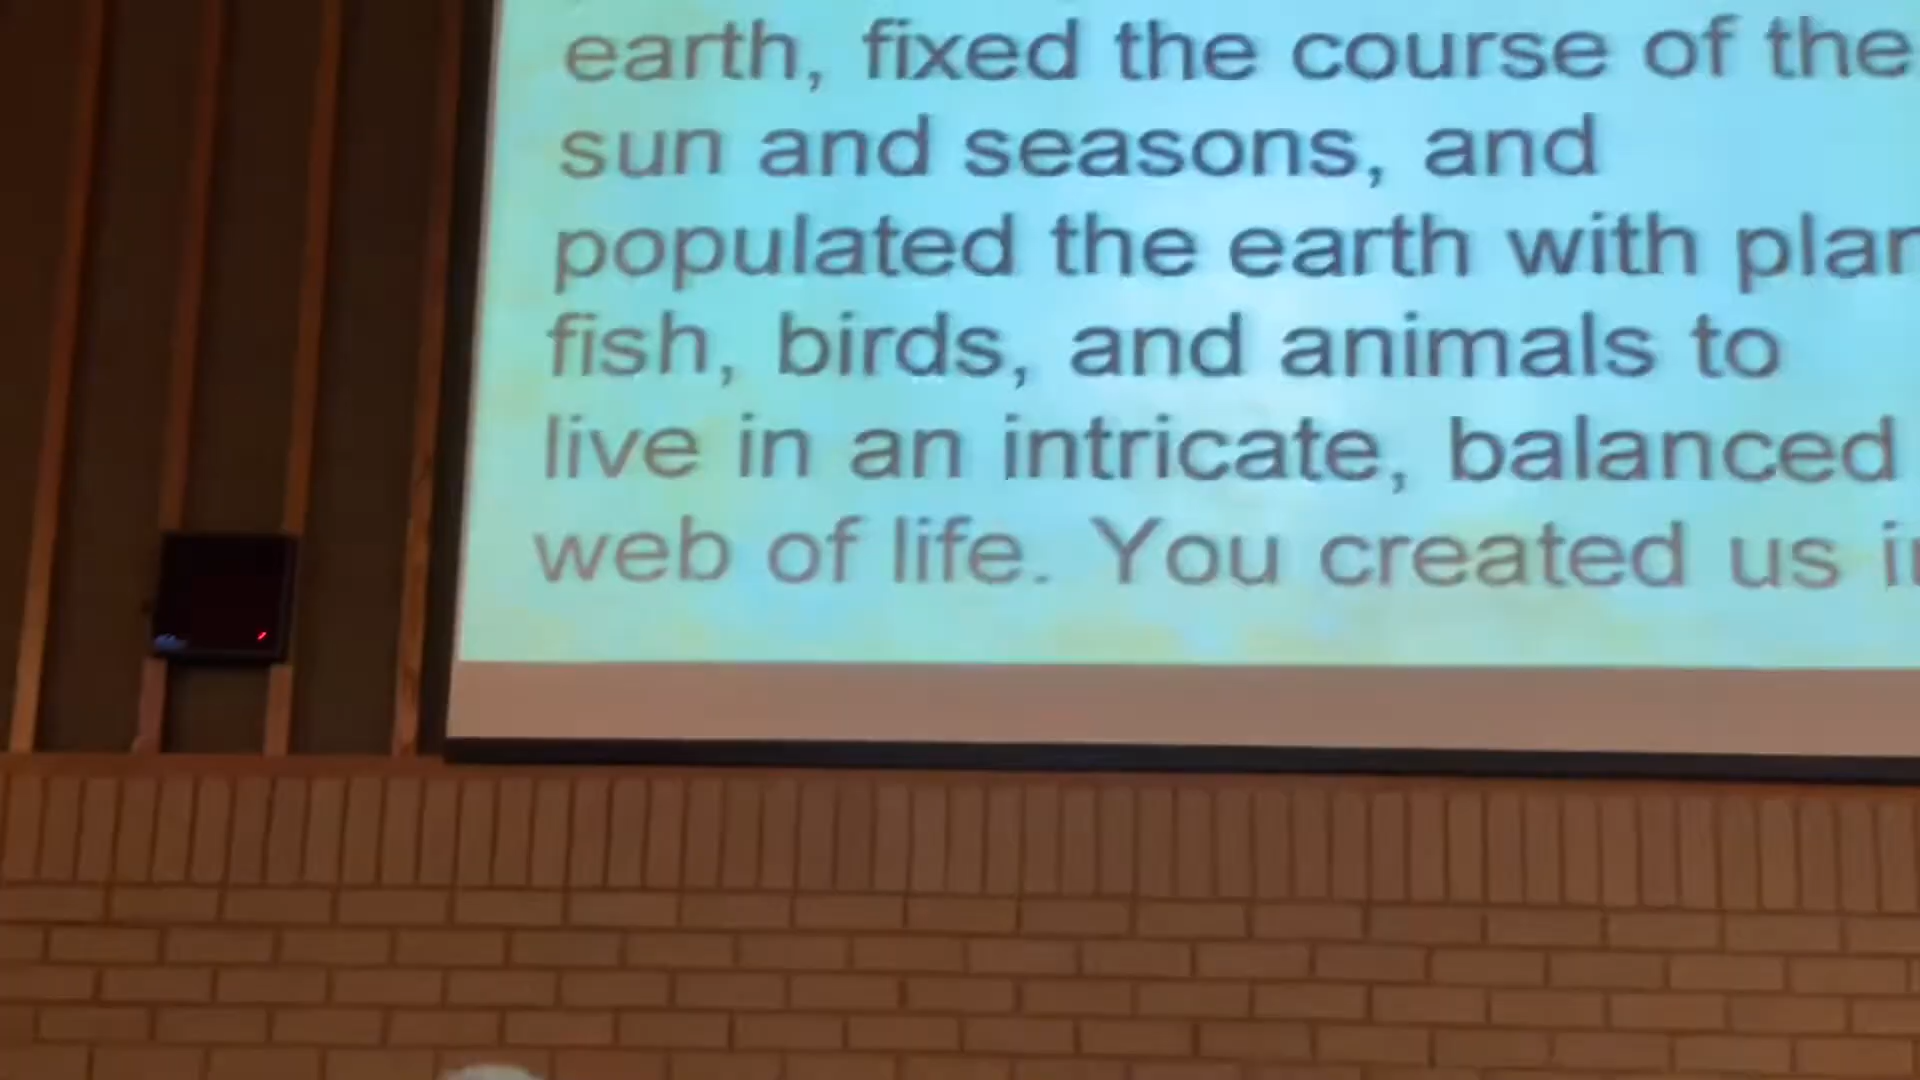 earth, fixed the course of the
sun and seasons, and
populated the earth with
fish, birds, and animals to
live in an intricate, balanced
web of life. You created us